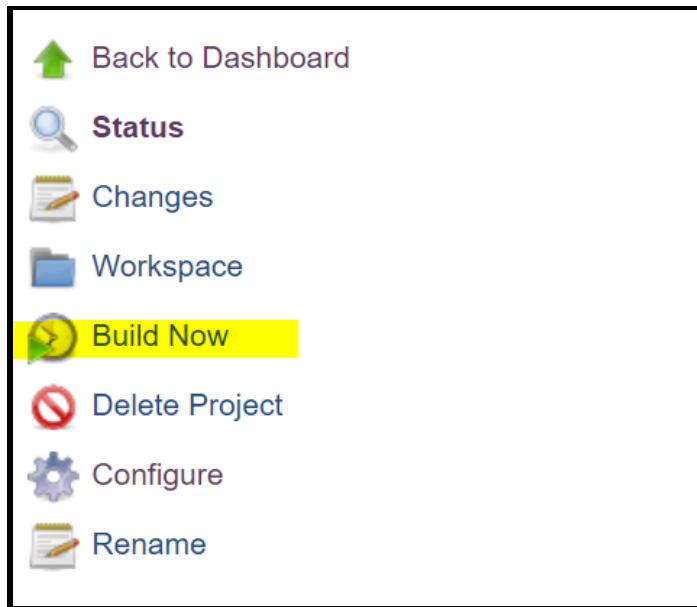 Back to Dashboard
Status
Changes
Workspace
Build Now
Delete Project
Configure
Rename